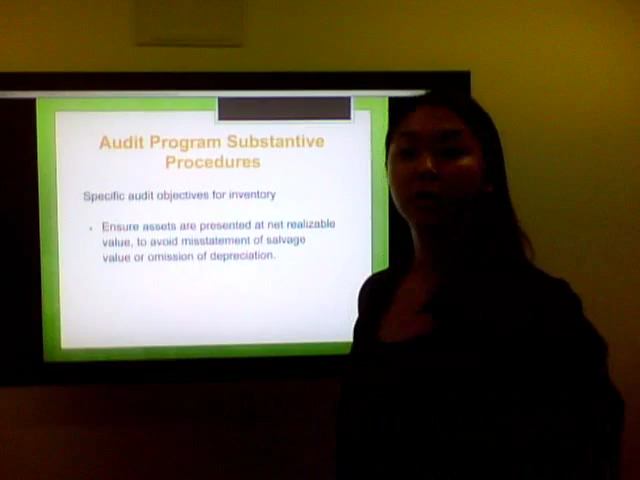 Audit Program Substantive
Procedures
Specific audit objectives for inventory
Ensure assets are presented at net realizable
value, to avoid misstatement of salvage
value or omission of depreciation.